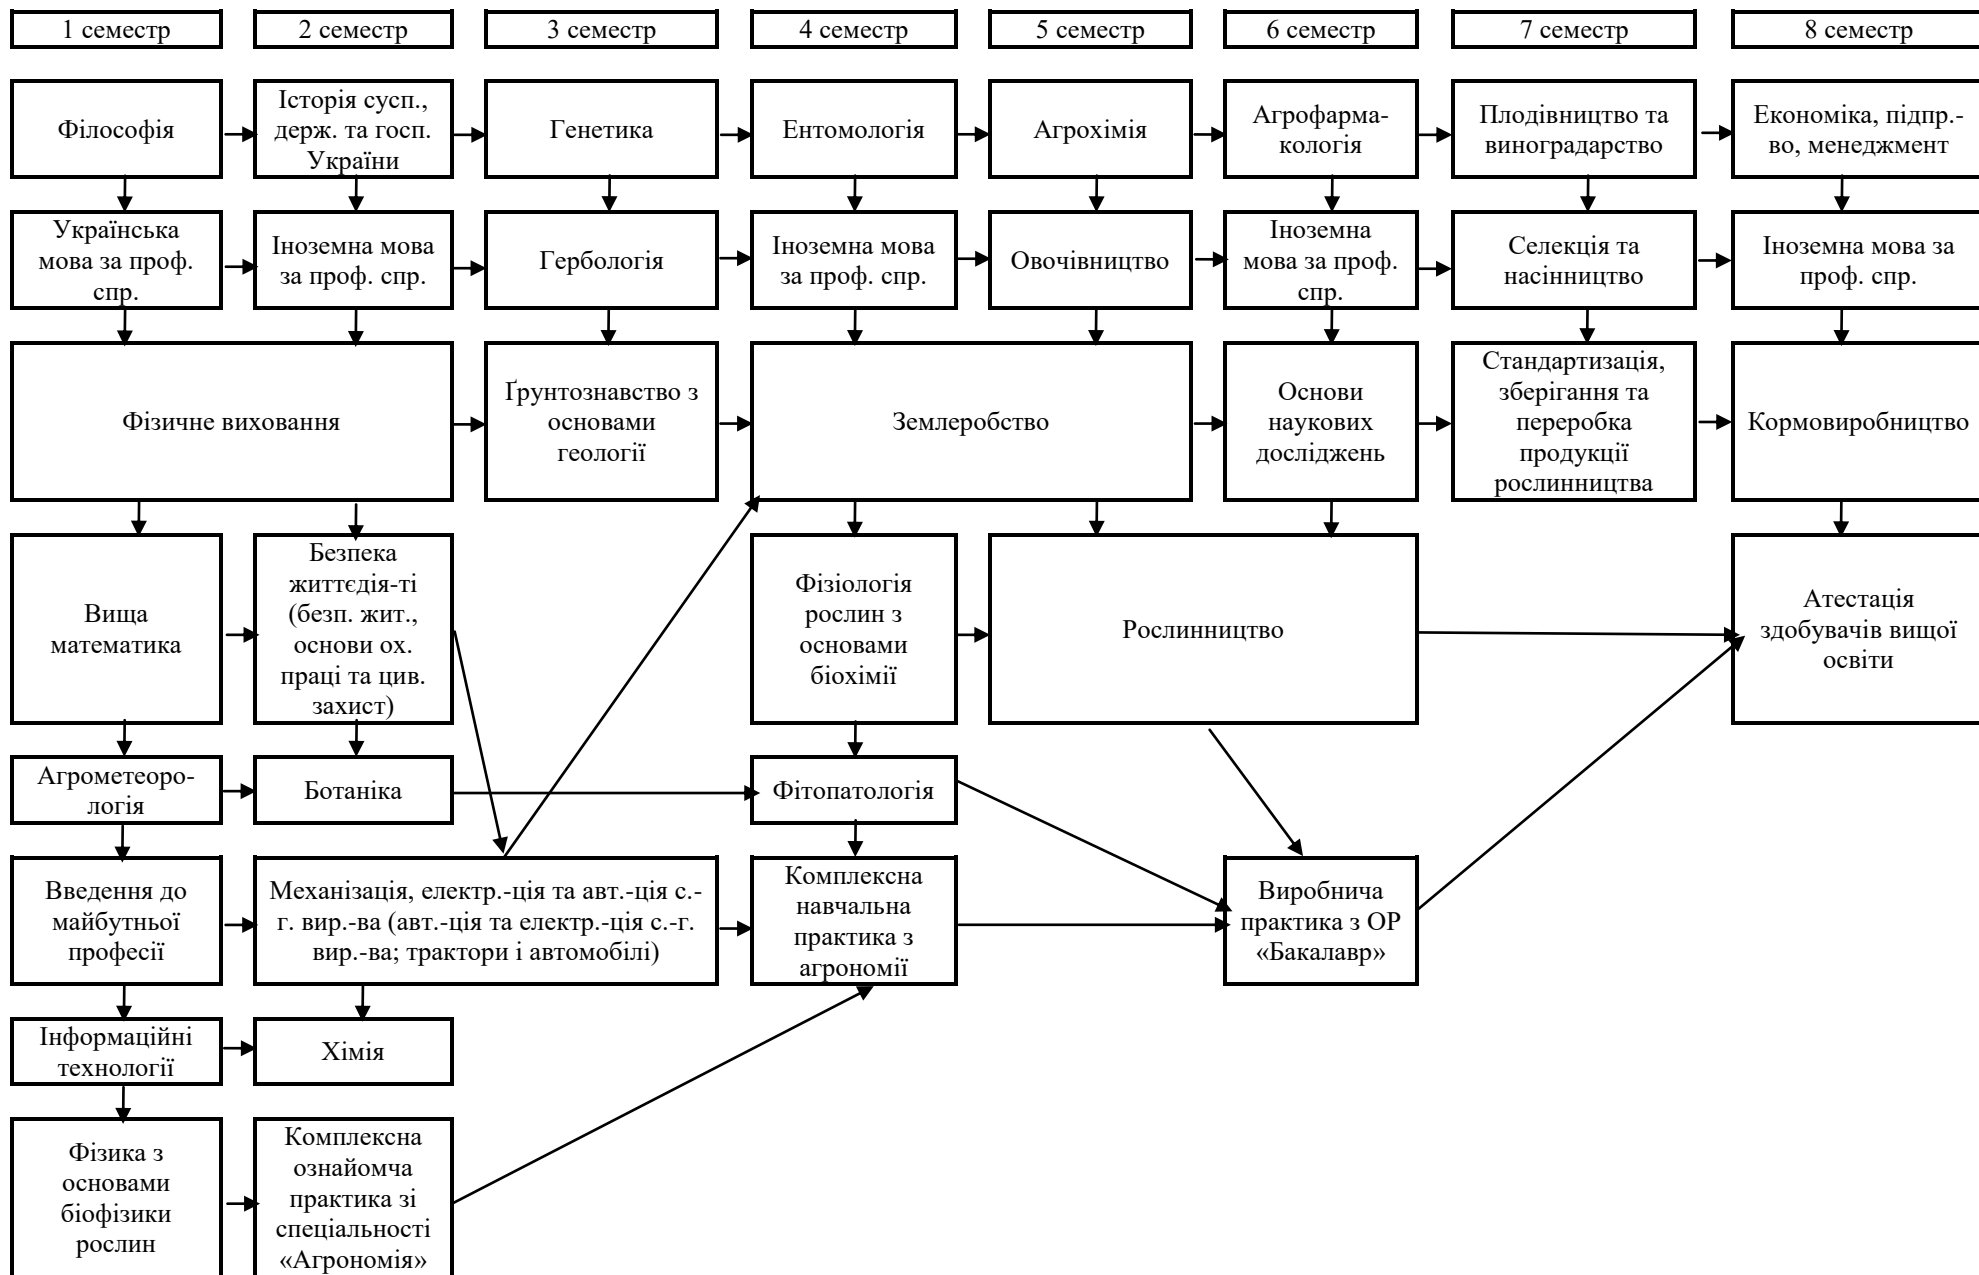 1 семестр
2 семестр
3 семестр
4 семестр
5 семестр
6 семестр
7 семестр
8 семестр
Філософія
Історія сусп.,
держ. та госп.
України
Генетика
Ентомологія
Агрохімія
Агрофарма-
кологія
Плодівництво та
виноградарство
Економіка, підпр.-
во, менеджмент
Українська
мова за проф.
спр.
Іноземна мова
за проф. спр.
Гербологія
Іноземна мова
за проф. спр.
Овочівництво
Іноземна
мова за проф.
спр.
Селекція та
насінництво
Іноземна мова за
проф. спр.
Фізичне виховання
Ґрунтознавство з
основами
геології
Землеробство
Основи
наукових
досліджень
Стандартизація,
зберігання та
переробка
продукції
рослинництва
Кормовиробництво
Вища
математика
Безпека
життєдія-ті
(безп. жит.,
основи ох.
праці та цив.
захист)
Фізіологія
рослин з
основами
біохімії
Рослинництво
Атестація
здобувачів вищої
освіти
Агрометеоро-
логія
Ботаніка
Фітопатологія
Введення до
майбутньої
професії
Механізація, електр.-ція та авт.-ція с.-
г. вир.-ва (авт.-ція та електр.-ція с.-г.
вир.-ва; трактори і автомобілі)
Комплексна
навчальна
практика з
агрономії
Виробнича
практика з ОР
«Бакалавр»
Інформаційні
технології
Хімія
Фізика з
основами
біофізики
рослин
Комплексна
ознайомча
практика зі
спеціальності
«Агрономія»